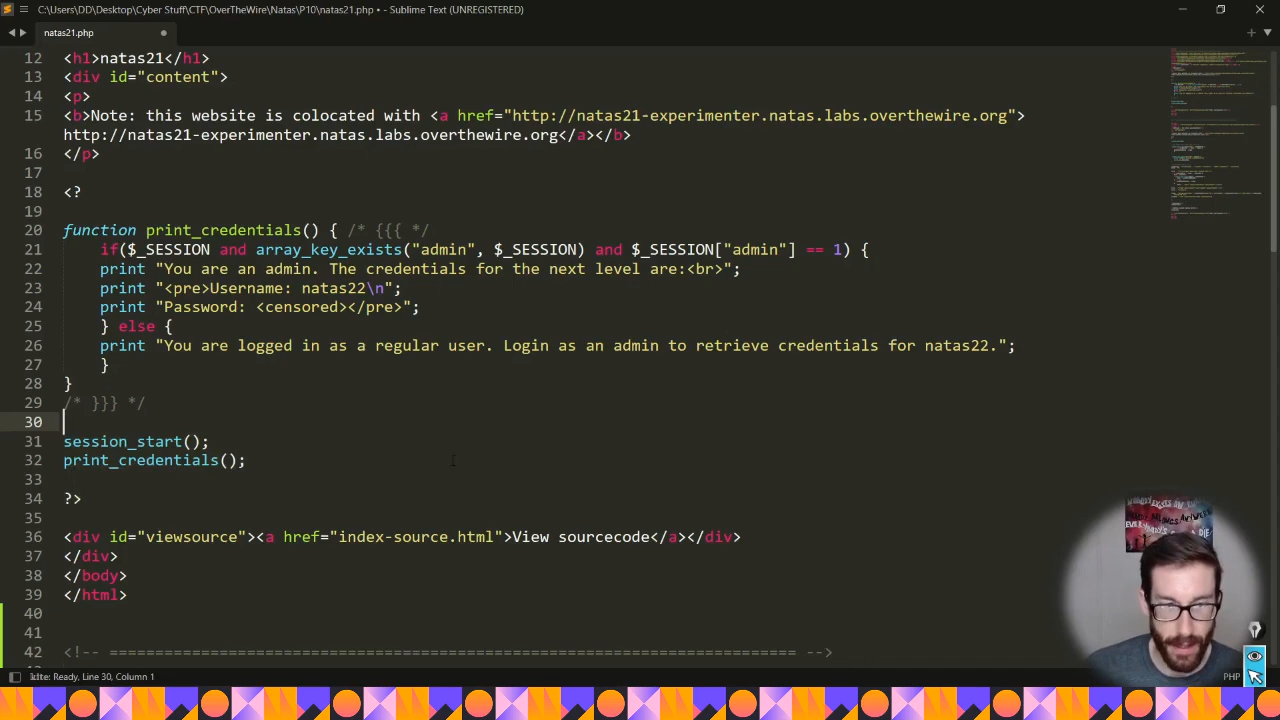 C:\Users\DD\Desktop\Cyber Stuff\CTF\OverTheWire\Natas\P10\natas21.php • - Sublime Text (UNREGISTERED)
natas21.php
12 <h1>natas21</h1>
13 <div id="content">
14 <p>
15 <b>Note: this website is colocated with <a href="http://natas21-experimenter.natas.labs.overthewire.org">
http://natas21-experimenter.natas.labs.overthewire.org</a></b>
16 </p>
17
18 <?
19
20 function print_credentials() { /* {{{ */
21 if($_SESSION and array_key_exists("admin", $_SESSION) and $_SESSION["admin"] == 1) {
22 print "You are an admin. The credentials for the next level are:<br>";
23 print "<pre>Username: natas22\n";
24 print "Password: <censored></pre>";
25 } else {
26 print "You are logged in as a regular user. Login as an admin to retrieve credentials for natas22.";
27 }
28 }
29 /* }}} */
30
31 session_start();
32 print_credentials();
33
34 ?>
35
36 <div id="viewsource"><a href="index-source.html">View sourcecode</a></div>
37 </div>
38 </body>
39 </html>
40
41
42 <!-- =========================================================================== -->
Kite: Ready, Line 30, Column 1
PHP